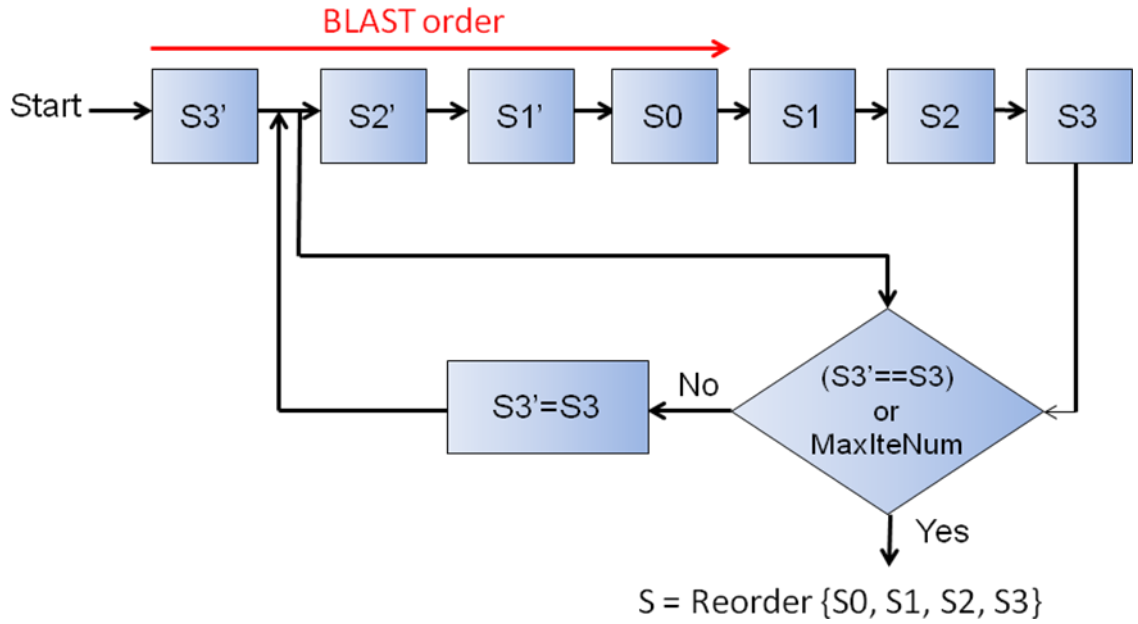 BLAST order
Start
S3’
S2’
S1’
S0
S1
S2
S3
(S3’==S3)
or
MaxIteNum
No
S3’=S3
Yes
S = Reorder {S0, S1, S2, S3}